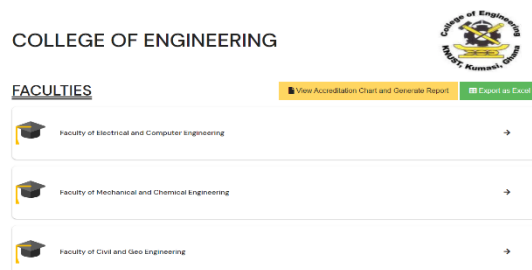 COLLEGE OF ENGINEERING
College of Engineering
KNUST, Kumasi, Ghana
FACULTIES
View Accreditation Chart and Generate Report
Export as Excel
Faculty of Electrical and Computer Engineering
Faculty of Mechanical and Chemical Engineering
Faculty of Civil and Geo Engineering